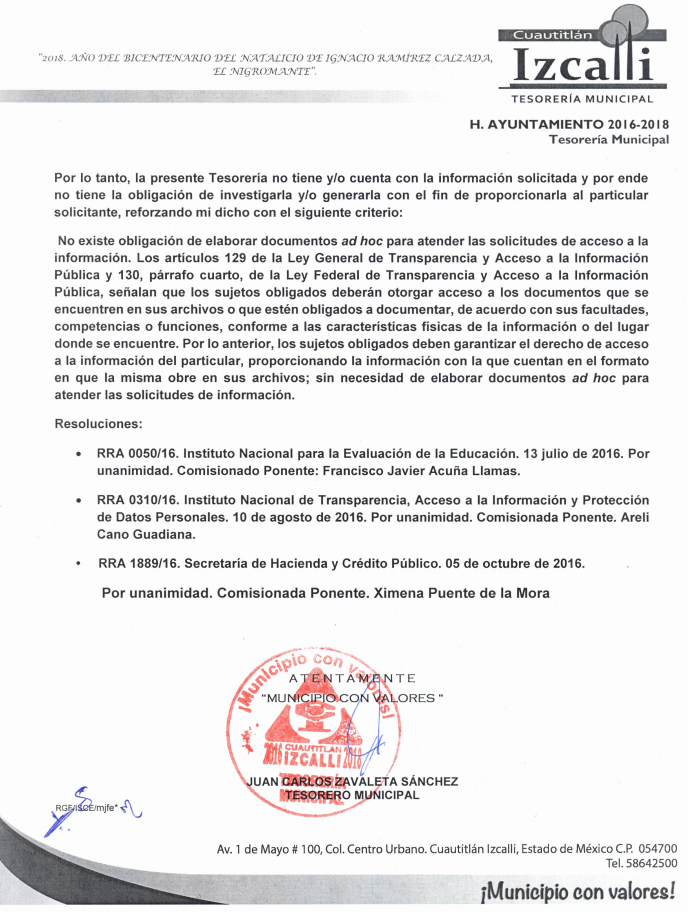 "2018. AÑO DEL BICENTENARIO DEL NATALICIO DE IGNACIO RAMÍREZ CALZADA,
EL NIGROMANTE".
Cuautitlán
Izcalli
TESORERÍA MUNICIPAL
H. AYUNTAMIENTO 2016-2018
Tesorería Municipal
Por lo tanto, la presente Tesorería no tiene y/o cuenta con la información solicitada y por ende
no tiene la obligación de investigarla y/o generarla con el fin de proporcionarla al particular
solicitante, reforzando mi dicho con el siguiente criterio:
No existe obligación de elaborar documentos ad hoc para atender las solicitudes de acceso a la
información. Los artículos 129 de la Ley General de Transparencia y Acceso a la Información
Pública y 130, párrafo cuarto, de la Ley Federal de Transparencia y Acceso a la Información
Pública, señalan que los sujetos obligados deberán otorgar acceso a los documentos que se
encuentren en sus archivos o que estén obligados a documentar, de acuerdo con sus facultades,
competencias o funciones, conforme a las características físicas de la información o del lugar
donde se encuentre. Por lo anterior, los sujetos obligados deben garantizar el derecho de acceso
a la información del particular, proporcionando la información con la que cuentan en el formato
en que la misma obre en sus archivos; sin necesidad de elaborar documentos ad hoc para
atender las solicitudes de información.
Resoluciones:
• RRA 0050/16. Instituto Nacional para la Evaluación de la Educación. 13 julio de 2016. Por
unanimidad. Comisionado Ponente: Francisco Javier Acuña Llamas.
• RRA 0310/16. Instituto Nacional de Transparencia, Acceso a la Información y Protección
de Datos Personales. 10 de agosto de 2016. Por unanimidad. Comisionada Ponente. Areli
Cano Guadiana.
• RRA 1889/16. Secretaría de Hacienda y Crédito Público. 05 de octubre de 2016.
Por unanimidad. Comisionada Ponente. Ximena Puente de la Mora
¡Municipio con valores!
ATENTAMENTE
"MUNICIPIO CON VALORES"
CUAUTITLAN
2016 IZCALLI 2018
TESORERÍA
MUNICIPAL
JUAN CARLOS ZAVALETA SÁNCHEZ
TESORERO MUNICIPAL
Av. 1 de Mayo # 100, Col. Centro Urbano. Cuautitlán Izcalli, Estado de México C.P. 054700
Tel. 58642500
¡Municipio con valores!